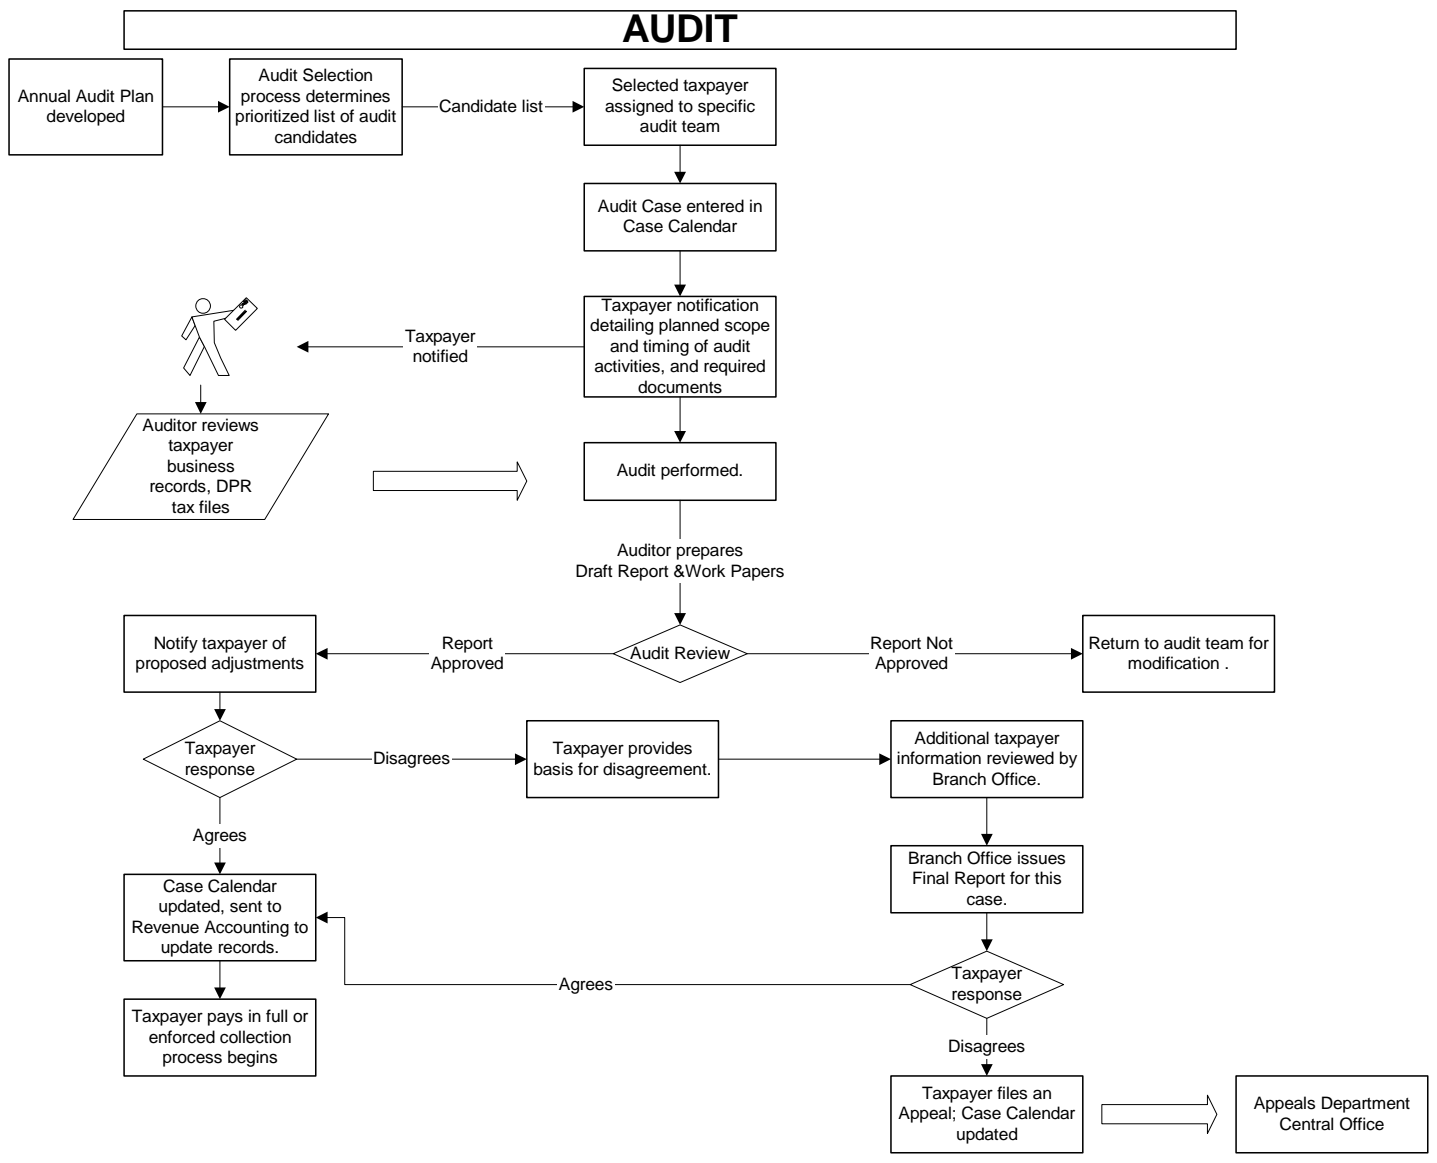 AUDIT
Annual Audit Plan
developed
Audit Selection
process determines
prioritized list of audit
candidates
Candidate list
Selected taxpayer
assigned to specific
audit team
Audit Case entered in
Case Calendar
Taxpayer notification
detailing planned scope
and timing of audit
activities, and required
documents
Taxpayer
notified
Auditor reviews
taxpayer
business
records, DPR
tax files
Audit performed.
Auditor prepares
Draft Report &Work Papers
Audit Review
Report
Approved
Notify taxpayer of
proposed adjustments
Report Not
Approved
Return to audit team for
modification .
Taxpayer
response
Disagrees
Taxpayer provides
basis for disagreement.
Additional taxpayer
information reviewed by
Branch Office.
Agrees
Branch Office issues
Final Report for this
case.
Case Calendar
updated, sent to
Revenue Accounting to
update records.
Taxpayer
response
Agrees
Taxpayer pays in full or
enforced collection
process begins
Disagrees
Taxpayer files an
Appeal; Case Calendar
updated
Appeals Department
Central Office